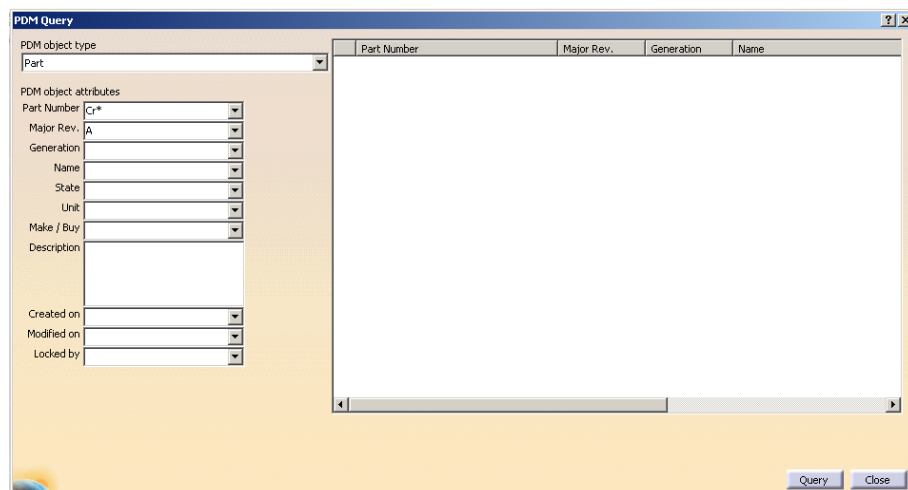 PDM Query
PDM object type
Part
PDM object attributes
Part Number Cr*
Major Rev. A
Generation
Name
State
Unit
Make / Buy
Description
Created on
Modified on
Locked by
Part Number Major Rev. Generation Name
Query Close